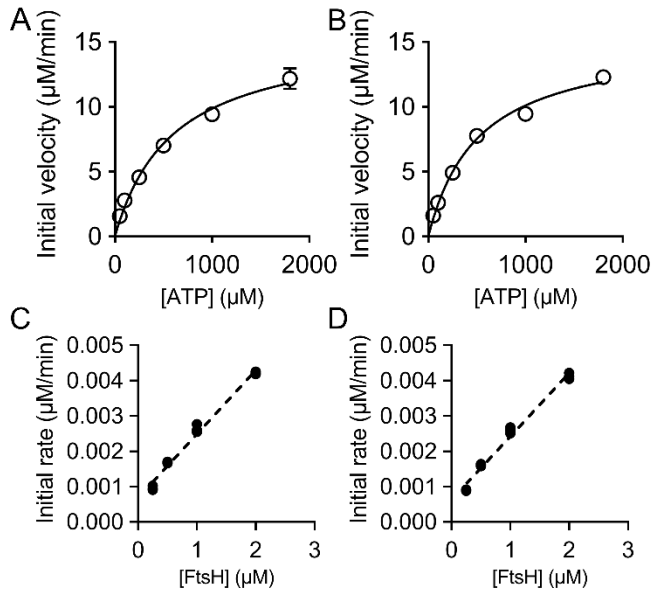 A
B
Initial velocity (µM/min)
15
10
5
0
0 1000 2000
[ATP] (µM)
Initial velocity (µM/min)
15
10
5
0
0 1000 2000
[ATP] (µM)
C
D
Initial rate (µM/min)
0.005
0.004
0.003
0.002
0.001
0.000
0 1 2 3
[FtsH] (µM)
Initial rate (µM/min)
0.005
0.004
0.003
0.002
0.001
0.000
0 1 2 3
[FtsH] (µM)